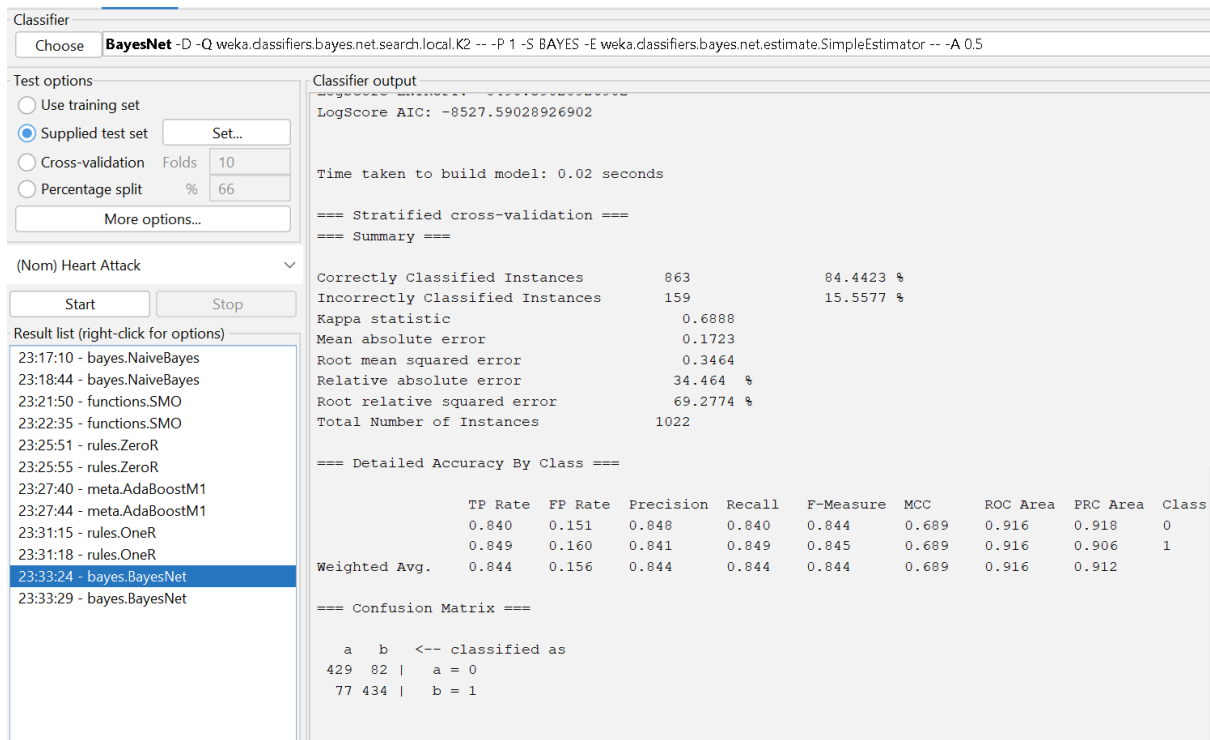 Classifier
Choose BayesNet -D -Q weka.classifiers.bayes.net.search.local.K2 -- -P 1 -S BAYES -E weka.classifiers.bayes.net.estimate.SimpleEstimator -- -A 0.5
Test options
Use training set
Supplied test set Set...
Cross-validation Folds 10
Percentage split % 66
More options...
(Nom) Heart Attack
Start Stop
Result list (right-click for options)
23:17:10 - bayes.NaiveBayes
23:18:44 - bayes.NaiveBayes
23:21:50 - functions.SMO
23:22:35 - functions.SMO
23:25:51 - rules.ZeroR
23:25:55 - rules.ZeroR
23:27:40 - meta.AdaBoostM1
23:27:44 - meta.AdaBoostM1
23:31:15 - rules.OneR
23:31:18 - rules.OneR
23:33:24 - bayes.BayesNet
23:33:29 - bayes.BayesNet
Classifier output
LogScore AIC: -8527.59028926902
Time taken to build model: 0.02 seconds
=== Stratified cross-validation ===
=== Summary ===
Correctly Classified Instances 863 84.4423 %
Incorrectly Classified Instances 159 15.5577 %
Kappa statistic 0.6888
Mean absolute error 0.1723
Root mean squared error 0.3464
Relative absolute error 34.464 %
Root relative squared error 69.2774 %
Total Number of Instances 1022
=== Detailed Accuracy By Class ===
TP Rate FP Rate Precision Recall F-Measure MCC ROC Area PRC Area Class
0.840 0.151 0.848 0.840 0.844 0.689 0.916 0.918 0
0.849 0.160 0.841 0.849 0.845 0.689 0.916 0.906 1
Weighted Avg. 0.844 0.156 0.844 0.844 0.844 0.689 0.916 0.912
=== Confusion Matrix ===
a b <-- classified as
429 82 | a = 0
77 434 | b = 1